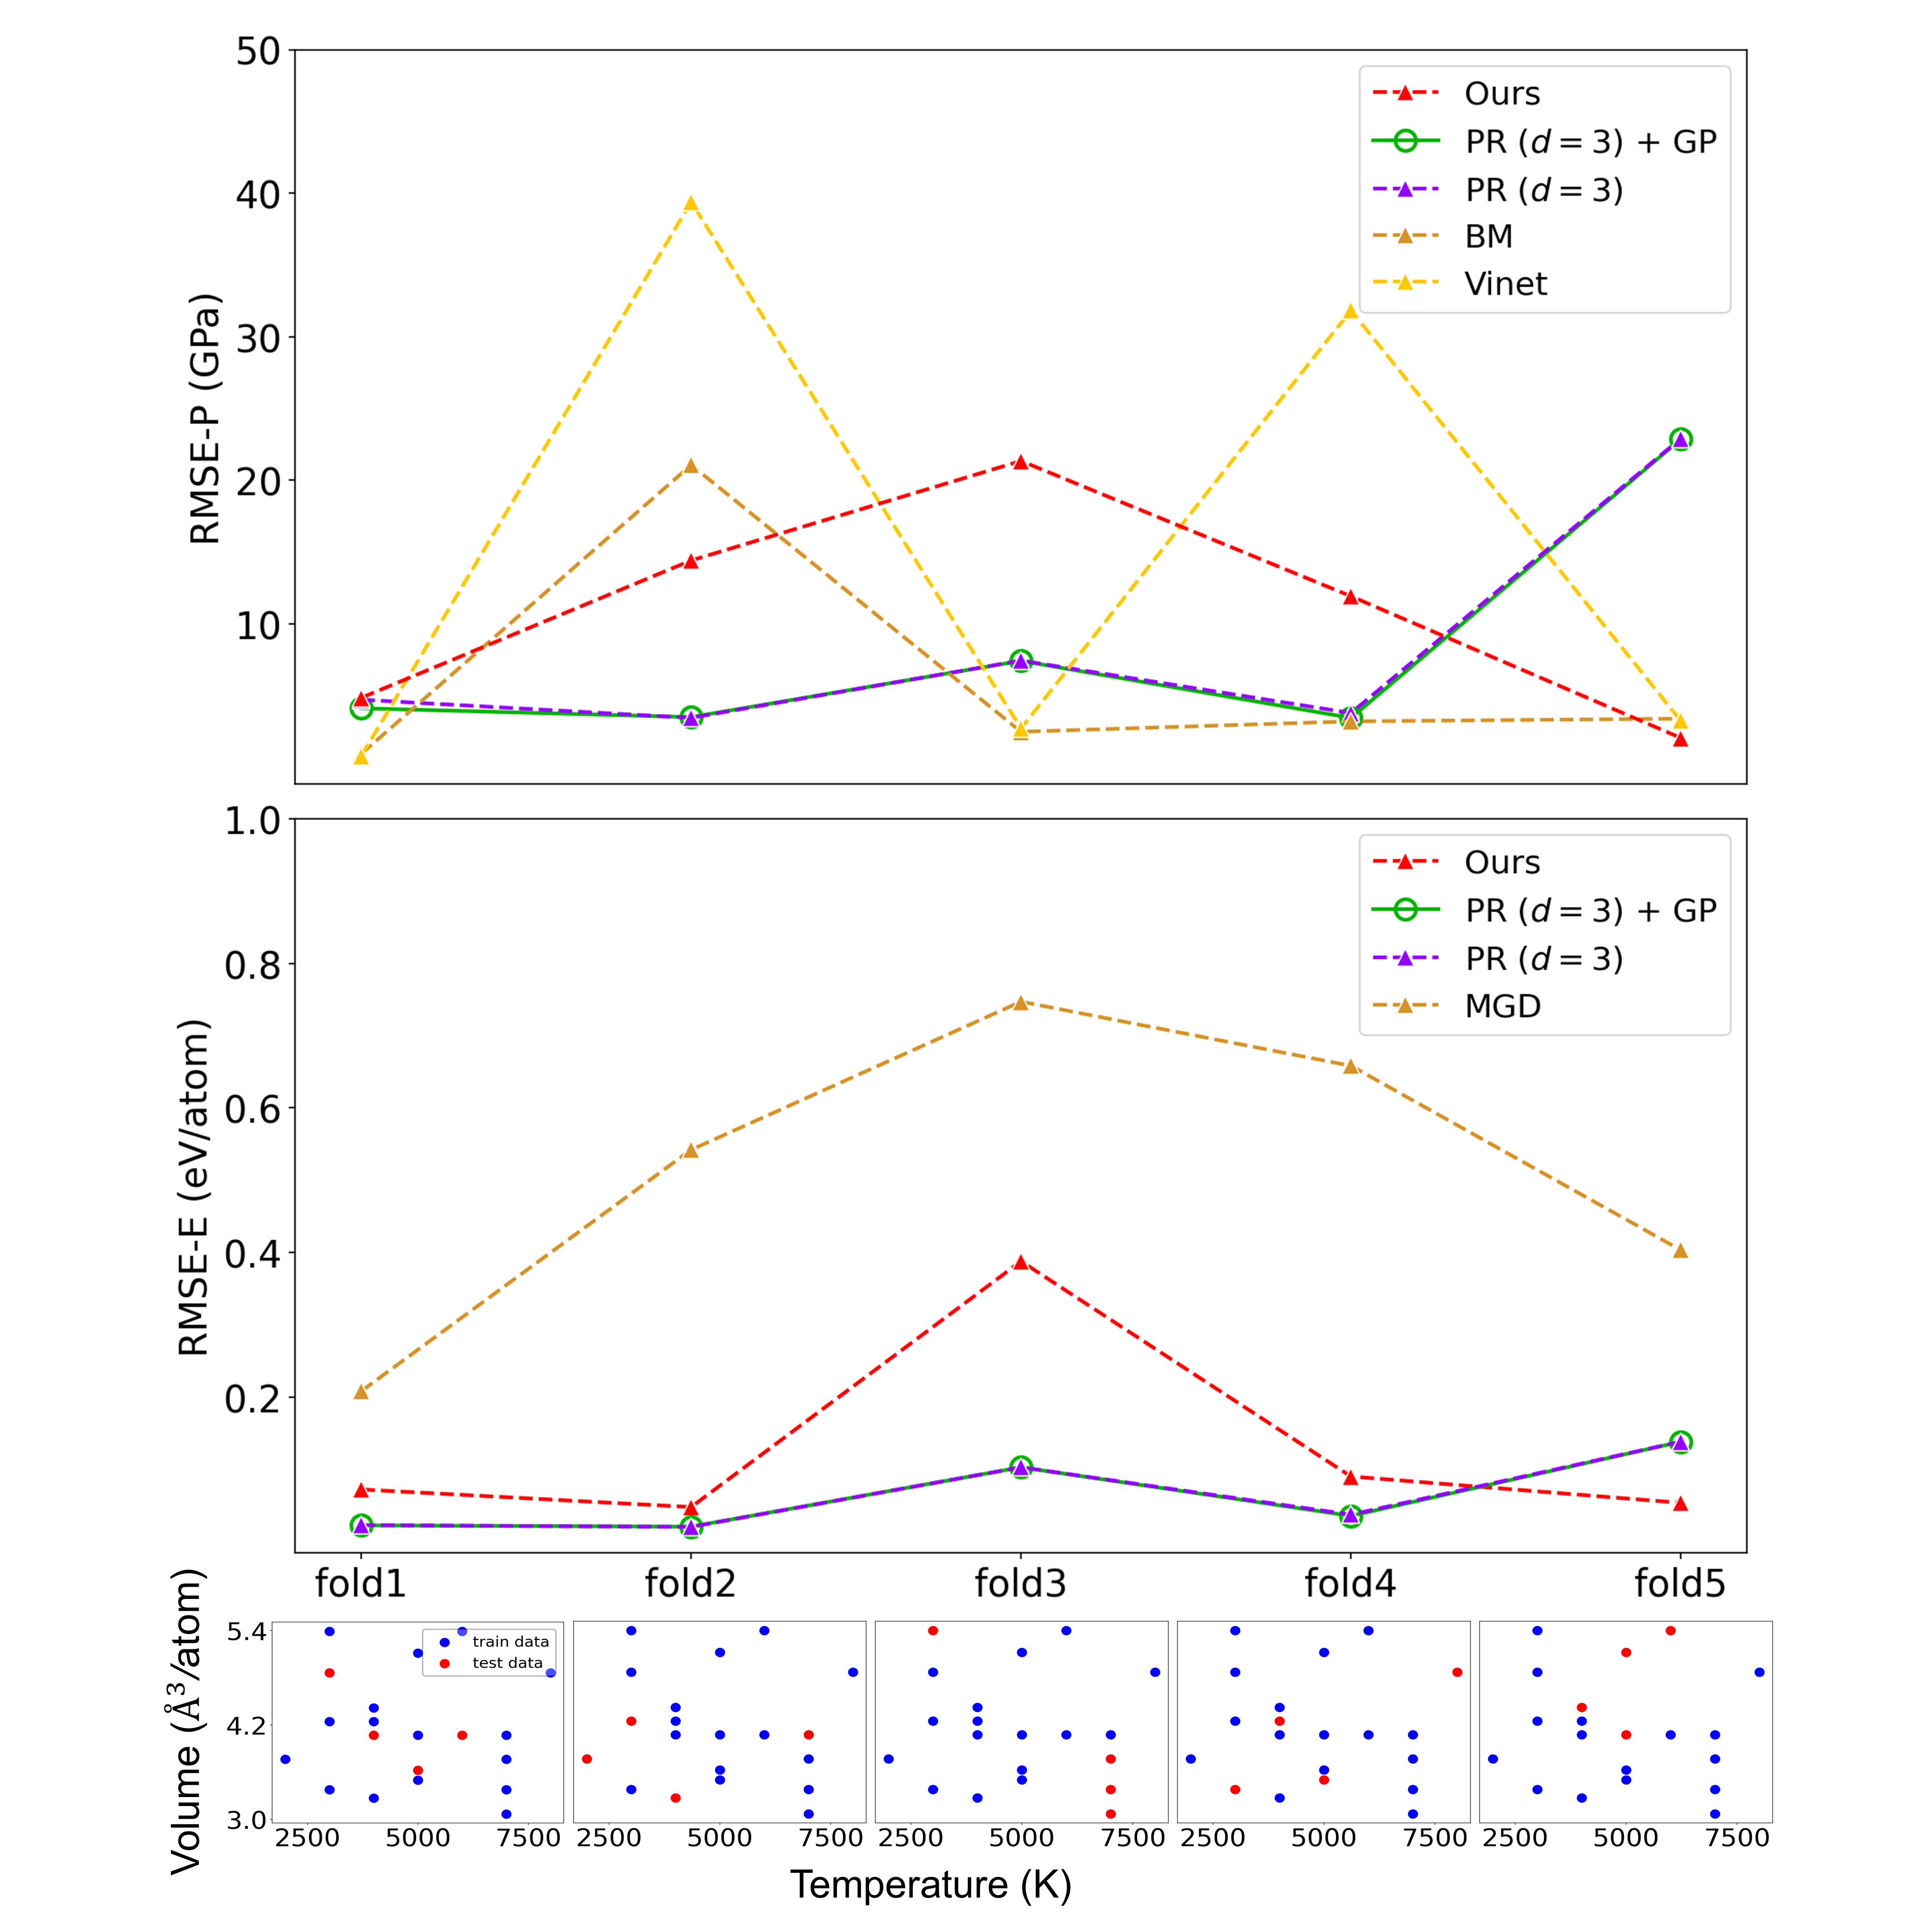 50
40
30
20
10
RMSE-P (GPa)
Ours
PR (d = 3) + GP
PR (d = 3)
BM
Vinet
1.0
0.8
0.6
0.4
0.2
RMSE-E (eV/atom)
Ours
PR (d = 3) + GP
PR (d = 3)
MGD
fold1 fold2 fold3 fold4 fold5
Volume (Å³/atom)
5.4
4.2
3.0
train data
test data
2500 5000 7500 2500 5000 7500 2500 5000 7500 2500 5000 7500 2500 5000 7500
Temperature (K)